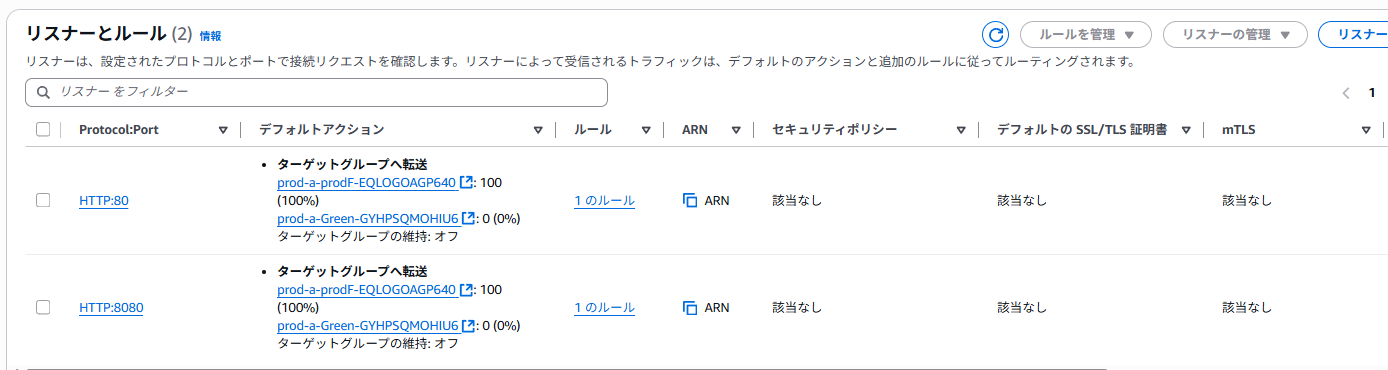 リスナーとルール (2) 情報
ルールを管理 ▼
リスナーの管理 ▼
リスナー
リスナーは、設定されたプロトコルとポートで接続リクエストを確認します。リスナーによって受信されるトラフィックは、デフォルトのアクションと追加のルールに従ってルーティングされます。
リスナー をフィルター
1
Protocol:Port
デフォルトアクション
ルール
ARN
セキュリティポリシー
デフォルトの SSL/TLS 証明書
mTLS
HTTP:80
• ターゲットグループへ転送
prod-a-prodF-EQLOGOAGP640 : 100
(100%)
prod-a-Green-GYHPSQMOHIU6 : 0 (0%)
ターゲットグループの維持: オフ
1 のルール
ARN
該当なし
該当なし
該当なし
HTTP:8080
• ターゲットグループへ転送
prod-a-prodF-EQLOGOAGP640 : 100
(100%)
prod-a-Green-GYHPSQMOHIU6 : 0 (0%)
ターゲットグループの維持: オフ
1 のルール
ARN
該当なし
該当なし
該当なし